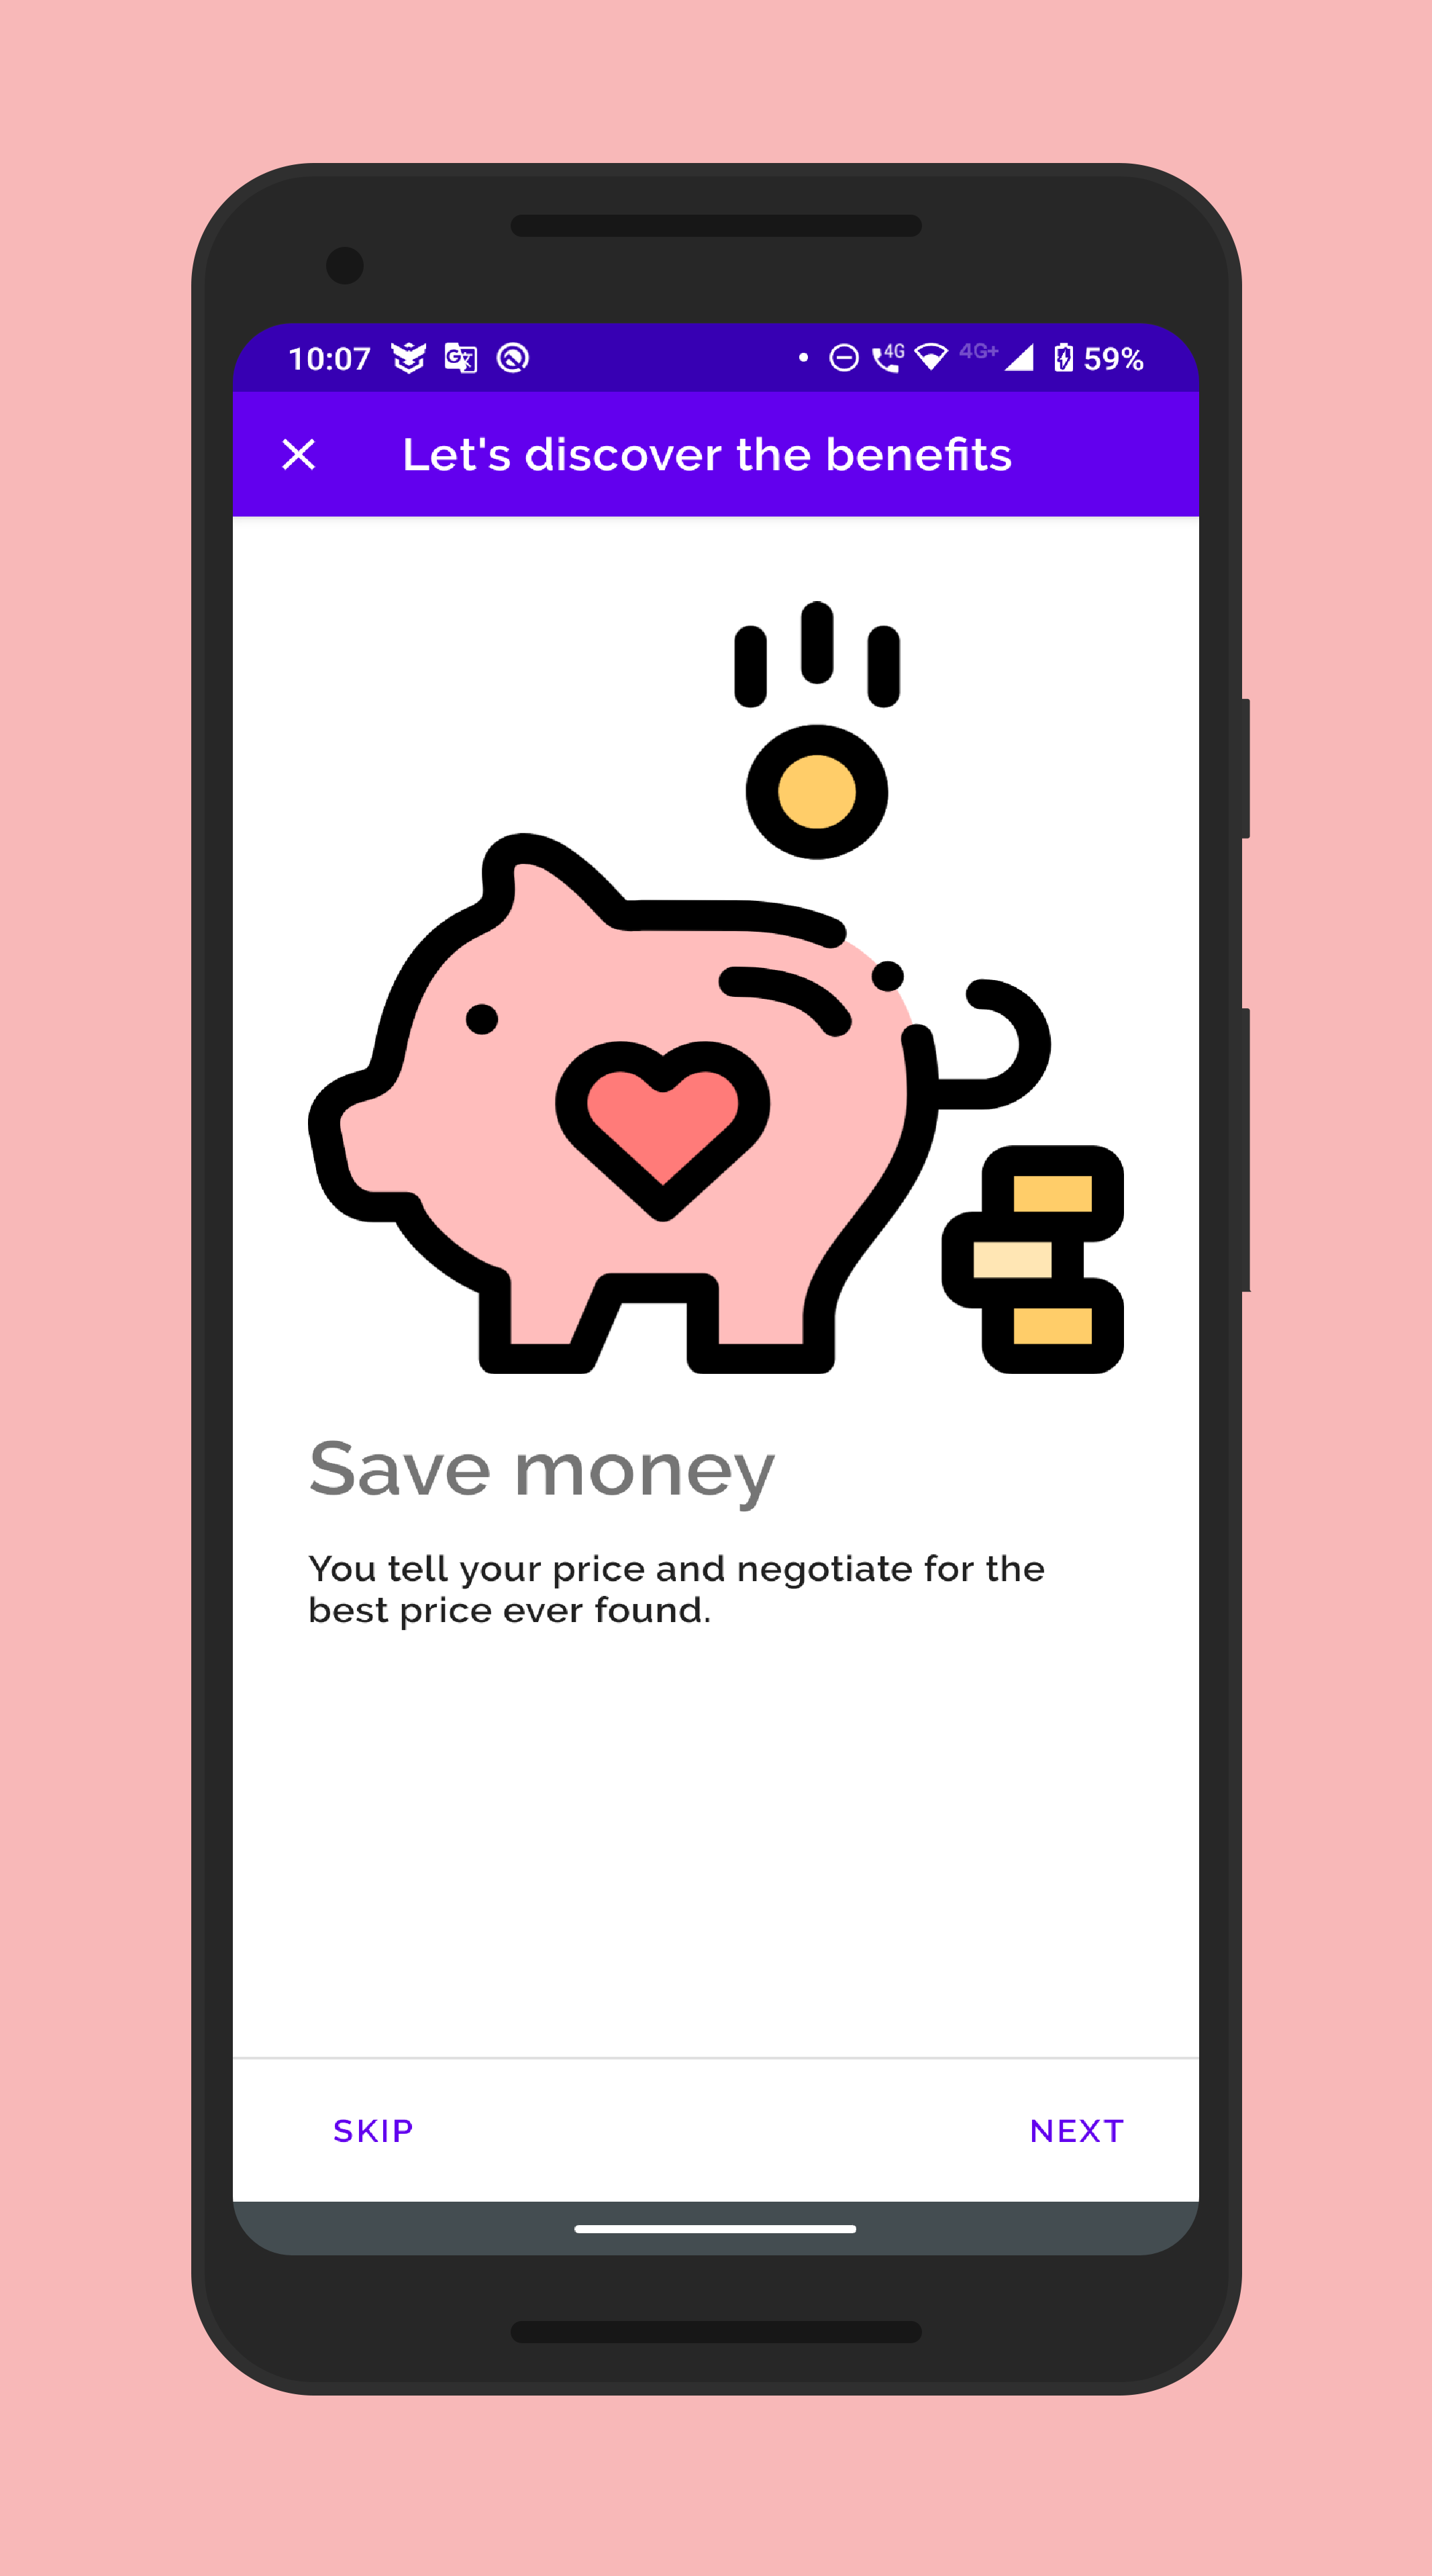 10:07 4G 4G+ 59%
Let's discover the benefits
Save money
You tell your price and negotiate for the
best price ever found.
SKIP NEXT